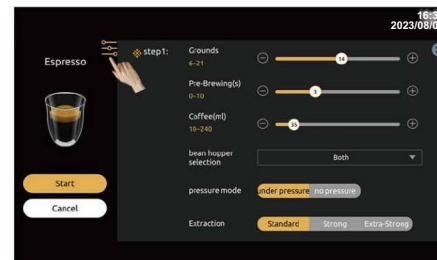 16:3
2023/08/0
Espresso
step1:
Grounds
6-21
14
Pre-Brewing(s)
0-10
3
Coffee(ml)
10-240
35
bean hopper
selection
Both
pressure mode
under pressure
no pressure
Extraction
Standard
Strong
Extra-Strong
Start
Cancel